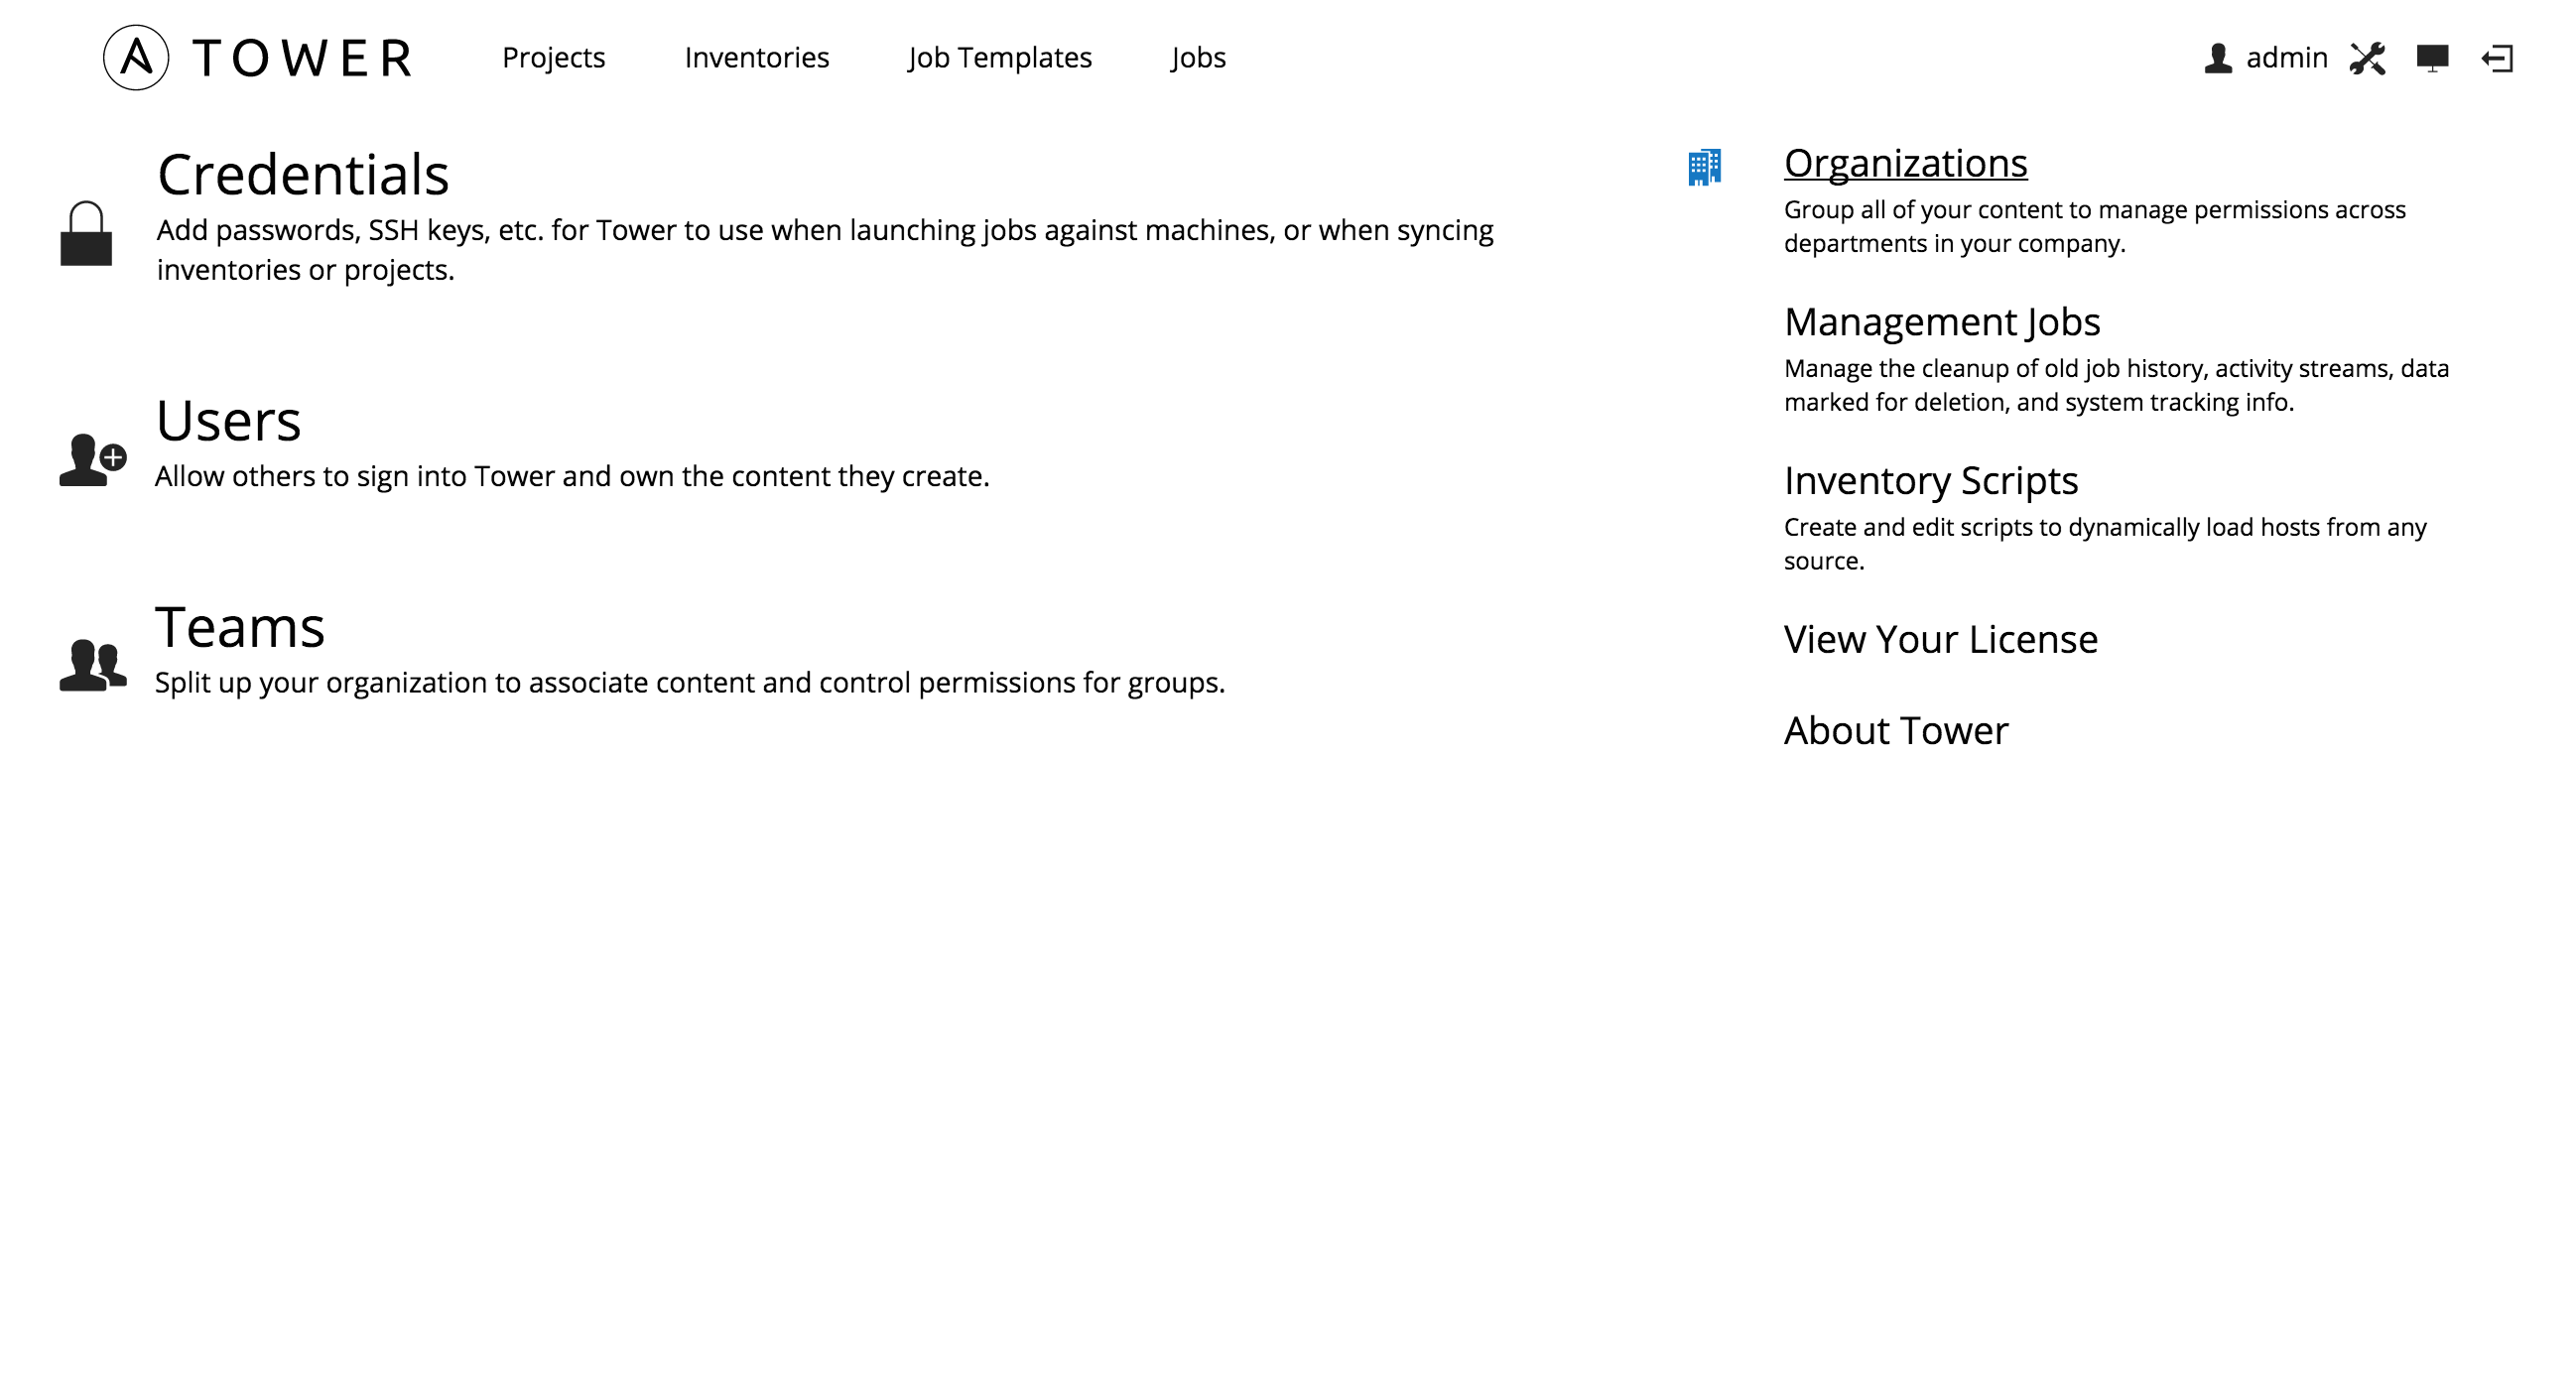 A TOWER Projects Inventories Job Templates Jobs admin
Credentials
Add passwords, SSH keys, etc. for Tower to use when launching jobs against machines, or when syncing
inventories or projects.
Users
Allow others to sign into Tower and own the content they create.
Teams
Split up your organization to associate content and control permissions for groups.
Organizations
Group all of your content to manage permissions across
departments in your company.
Management Jobs
Manage the cleanup of old job history, activity streams, data
marked for deletion, and system tracking info.
Inventory Scripts
Create and edit scripts to dynamically load hosts from any
source.
View Your License
About Tower